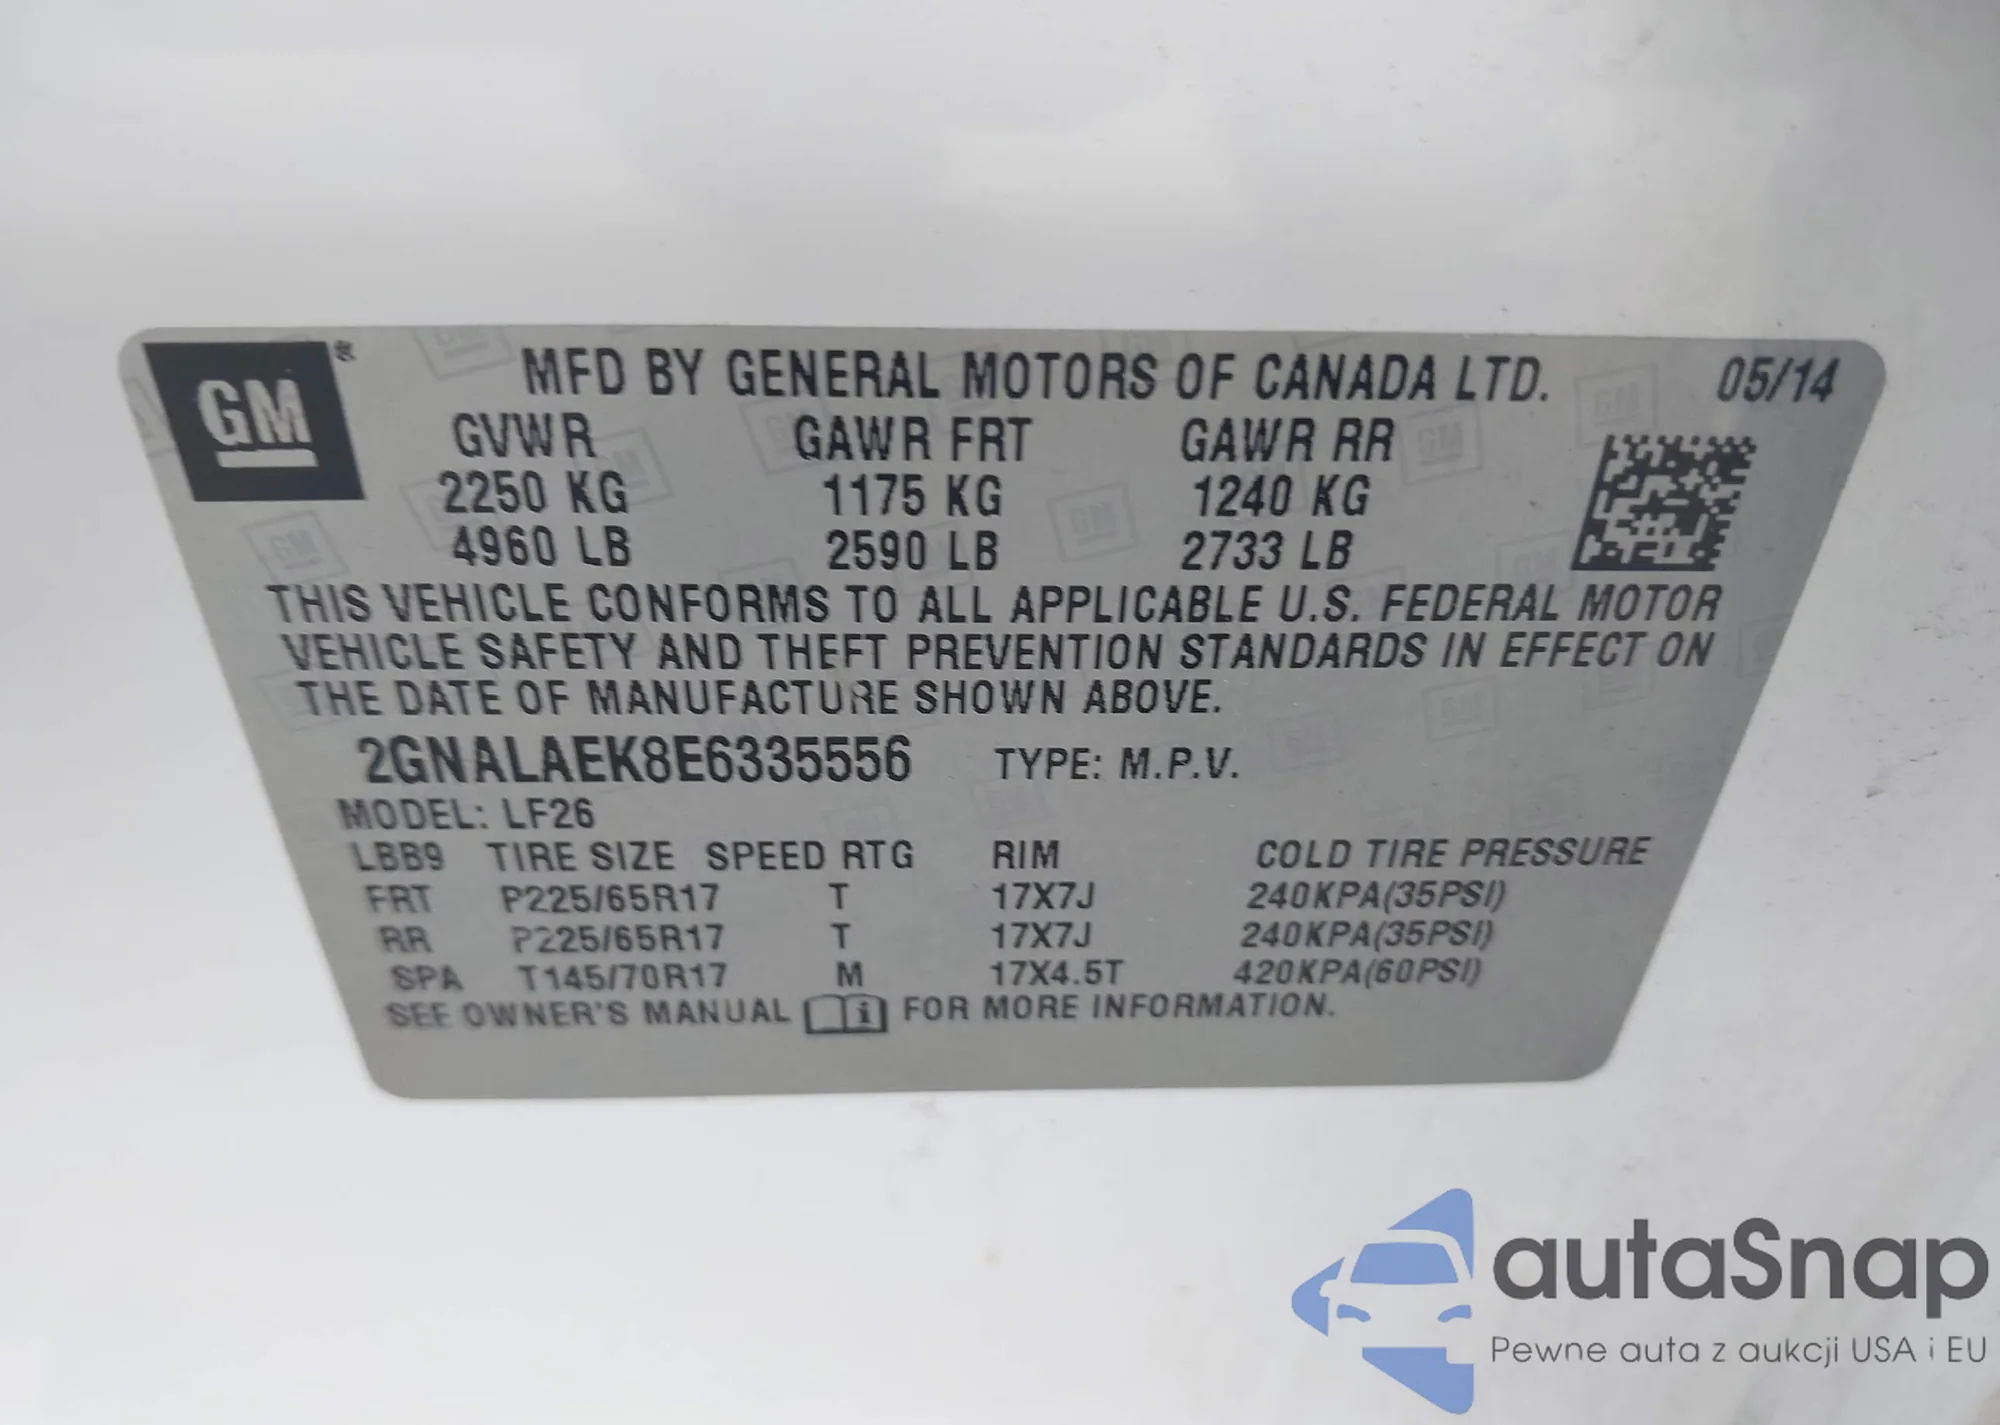 GM®
MFD BY GENERAL MOTORS OF CANADA LTD. 05/14
GVWR GAWR FRT GAWR RR
2250 KG 1175 KG 1240 KG
4960 LB 2590 LB 2733 LB
THIS VEHICLE CONFORMS TO ALL APPLICABLE U.S. FEDERAL MOTOR
VEHICLE SAFETY AND THEFT PREVENTION STANDARDS IN EFFECT ON
THE DATE OF MANUFACTURE SHOWN ABOVE.
2GNALAEK8E6335556 TYPE: M.P.V.
MODEL: LF26
LBB9 TIRE SIZE SPEED RTG RIM COLD TIRE PRESSURE
FRT P225/65R17 T 17X7J 240KPA(35PSI)
RR P225/65R17 T 17X7J 240KPA(35PSI)
SPA T145/70R17 M 17X4.5T 420KPA(60PSI)
SEE OWNER'S MANUAL i FOR MORE INFORMATION.
autaSnap
Pewne auta z aukcji USA i EU